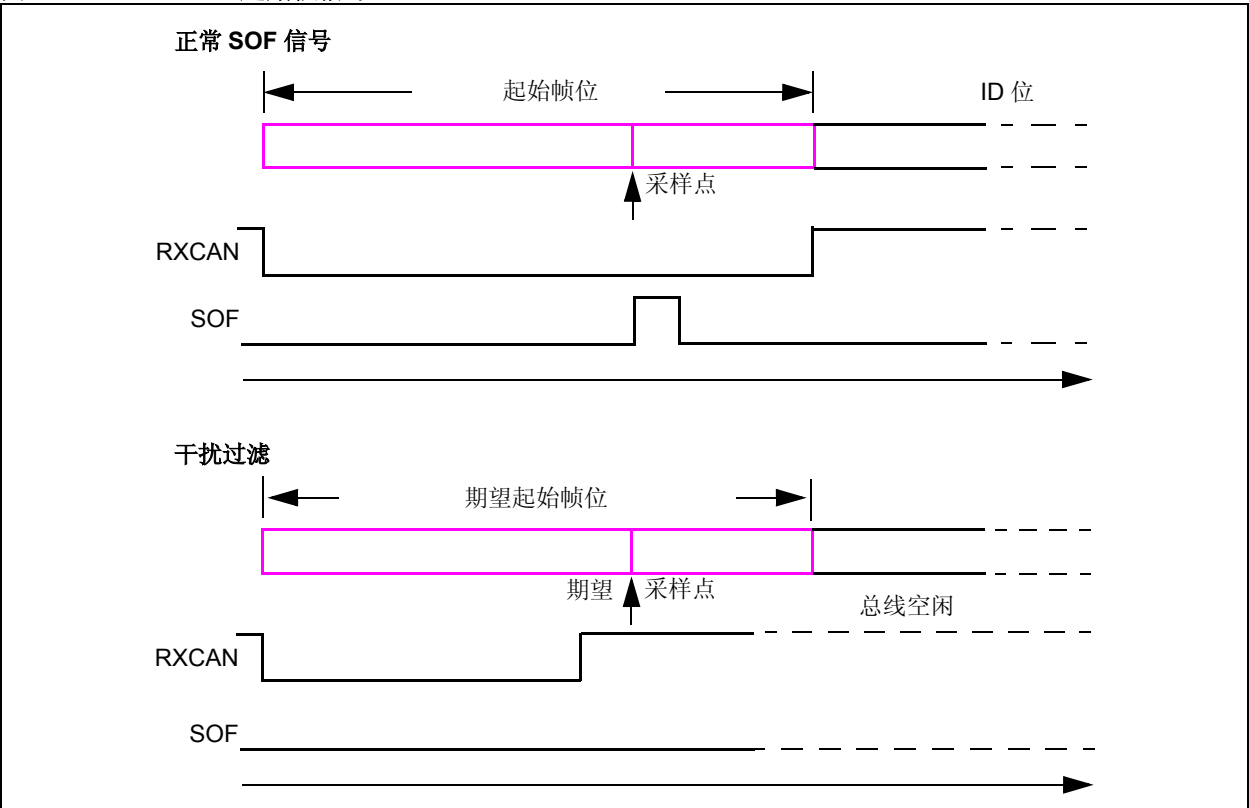 正常 SOF 信号
起始帧位
ID 位
采样点
RXCAN
SOF
干扰过滤
期望起始帧位
期望 采样点
总线空闲
RXCAN
SOF